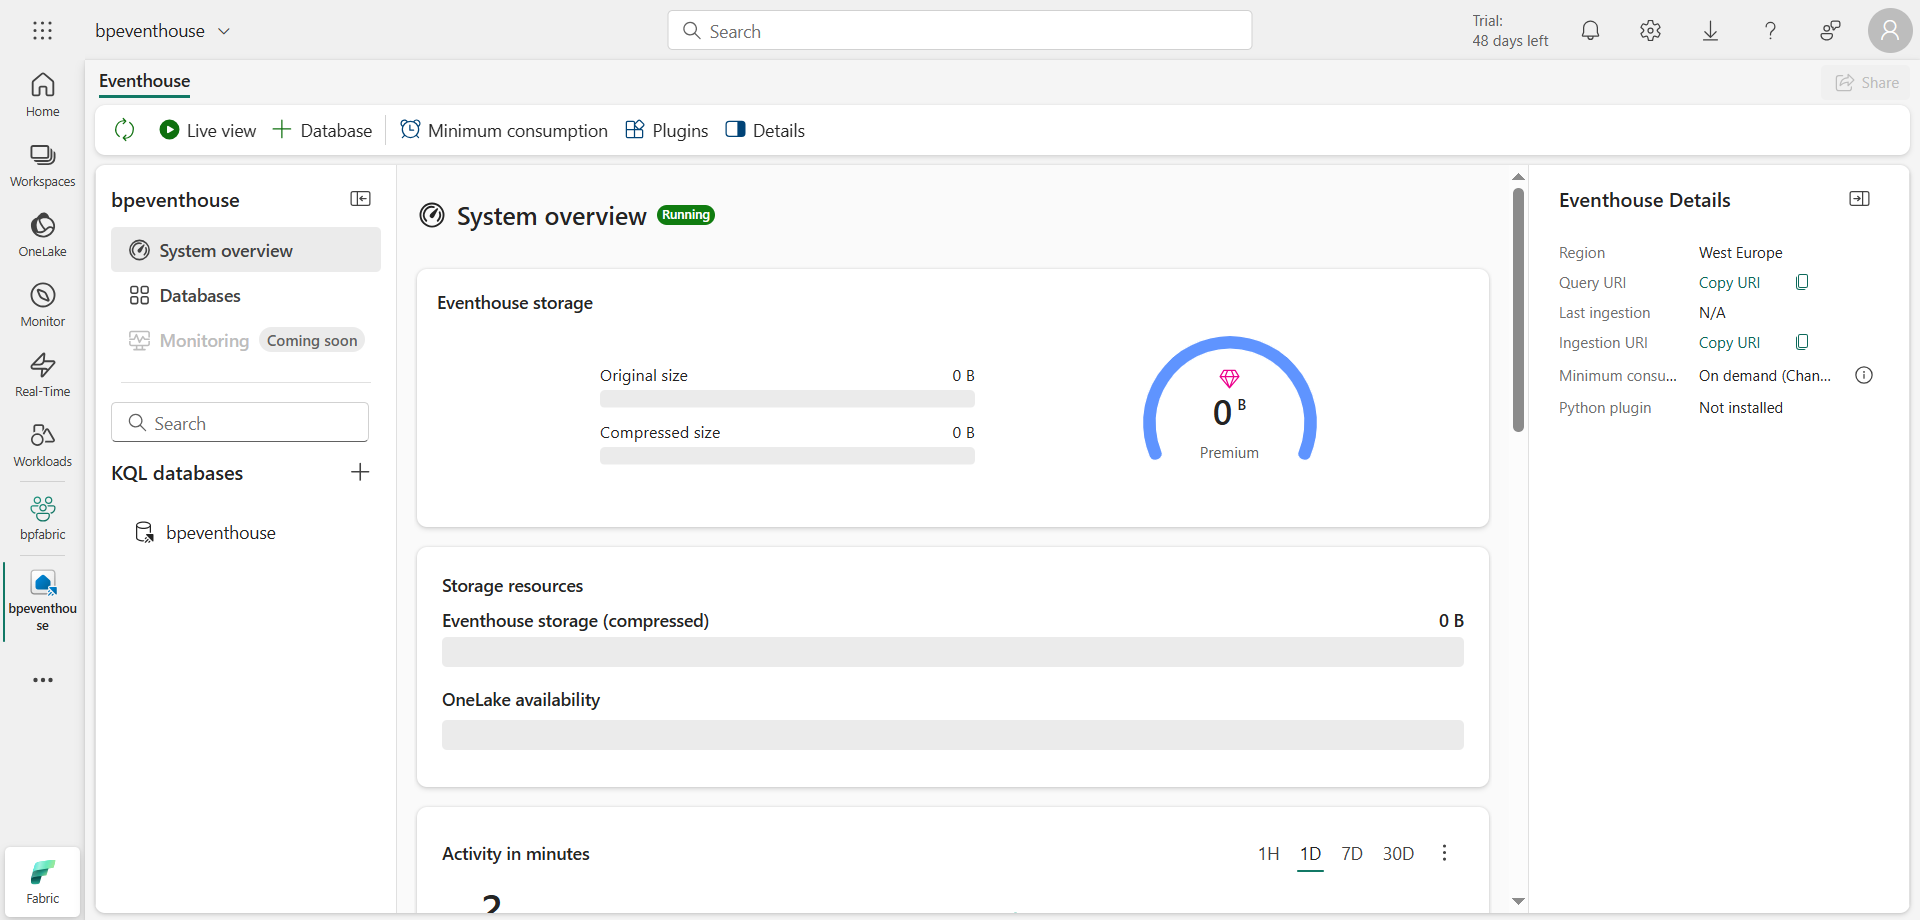 bpeventhouse
Search
Trial:
48 days left
Home
Workspaces
OneLake
Monitor
Real-Time
Workloads
bpfabric
bpeventhou
se
Fabric
Eventhouse
Share
Live view
Database
Minimum consumption
Plugins
Details
bpeventhouse
System overview
Databases
Monitoring Coming soon
Search
KQL databases
bpeventhouse
System overview Running
Eventhouse storage
Original size 0 B
Compressed size 0 B
0 B
Premium
Storage resources
Eventhouse storage (compressed) 0 B
OneLake availability
Activity in minutes
1H 1D 7D 30D
2
Eventhouse Details
Region West Europe
Query URI Copy URI
Last ingestion N/A
Ingestion URI Copy URI
Minimum consu... On demand (Chan...
Python plugin Not installed